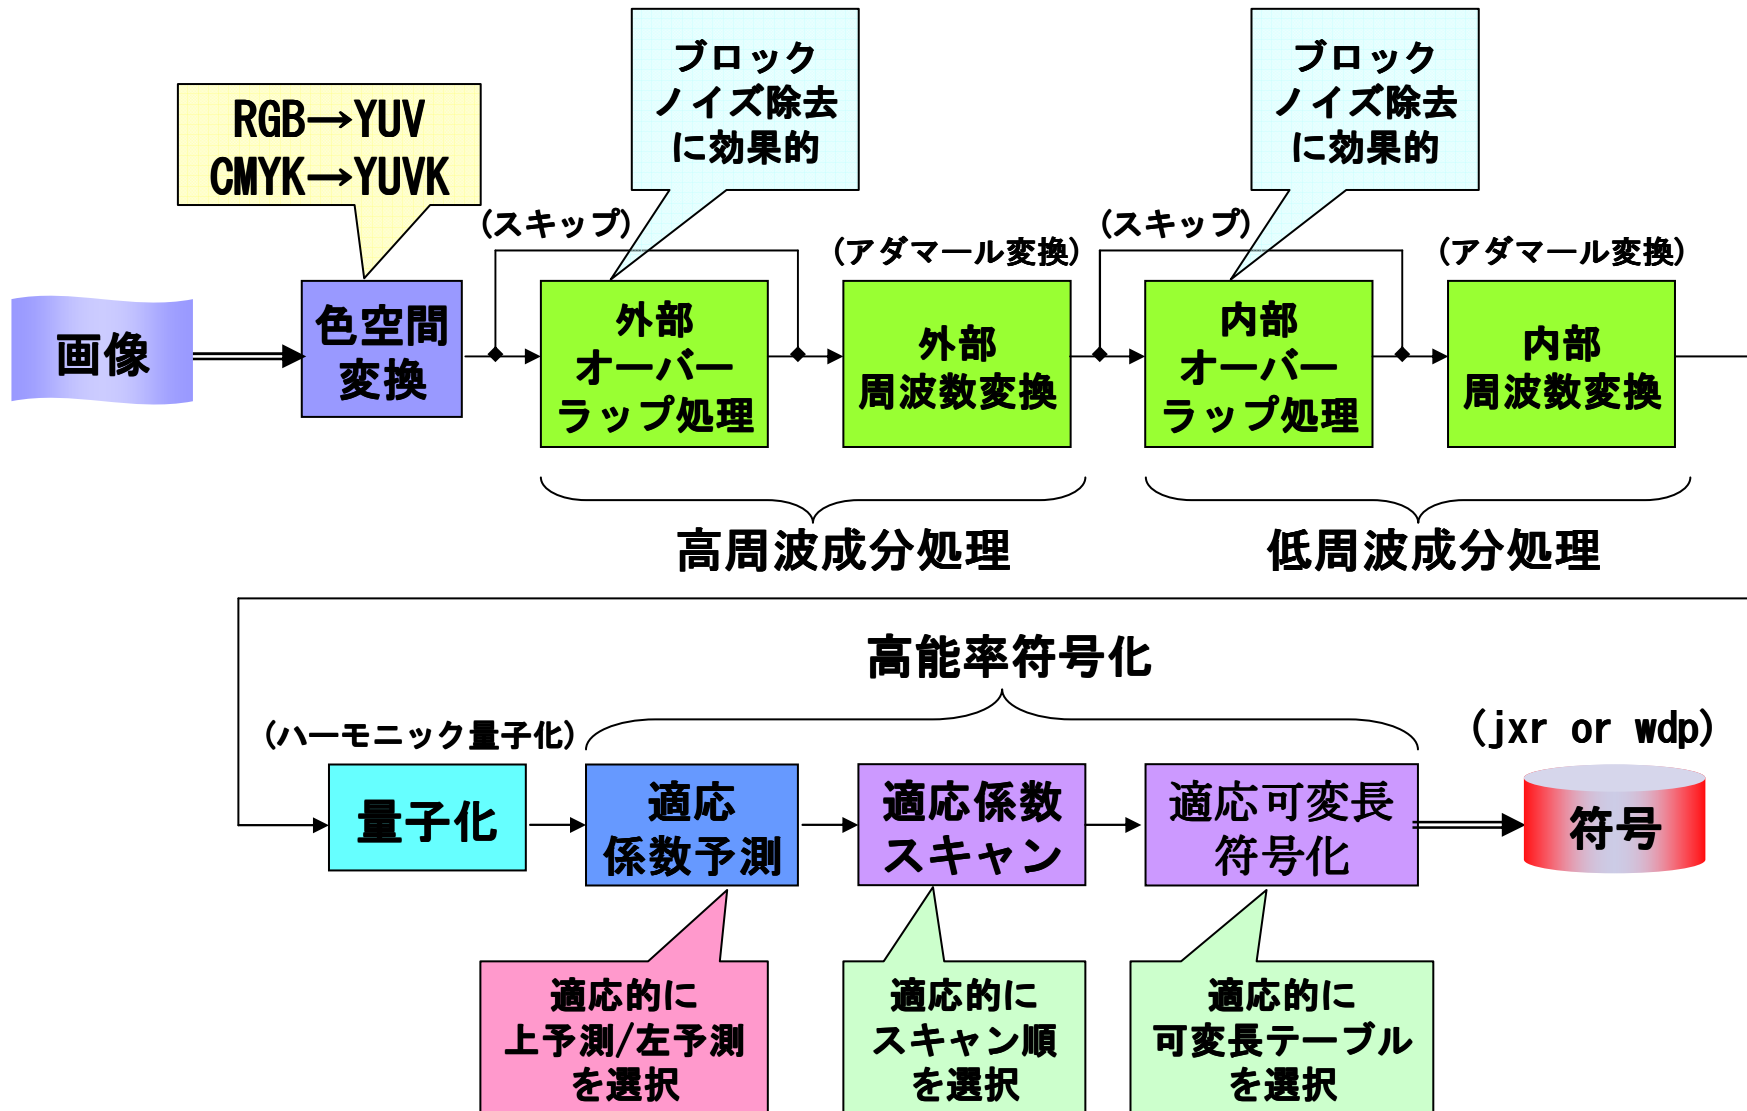 RGB→YUV
CMYK→YUVK
ブロック
ノイズ除去
に効果的
ブロック
ノイズ除去
に効果的
(スキップ)
(アダマール変換)
(スキップ)
(アダマール変換)
画像
色空間
変換
外部
オーバー
ラップ処理
外部
周波数変換
内部
オーバー
ラップ処理
内部
周波数変換
高周波成分処理
低周波成分処理
高能率符号化
(ハーモニック量子化)
(jxr or wdp)
量子化
適応
係数予測
適応係数
スキャン
適応可変長
符号化
符号
適応的に
上予測/左予測
を選択
適応的に
スキャン順
を選択
適応的に
可変長テーブル
を選択